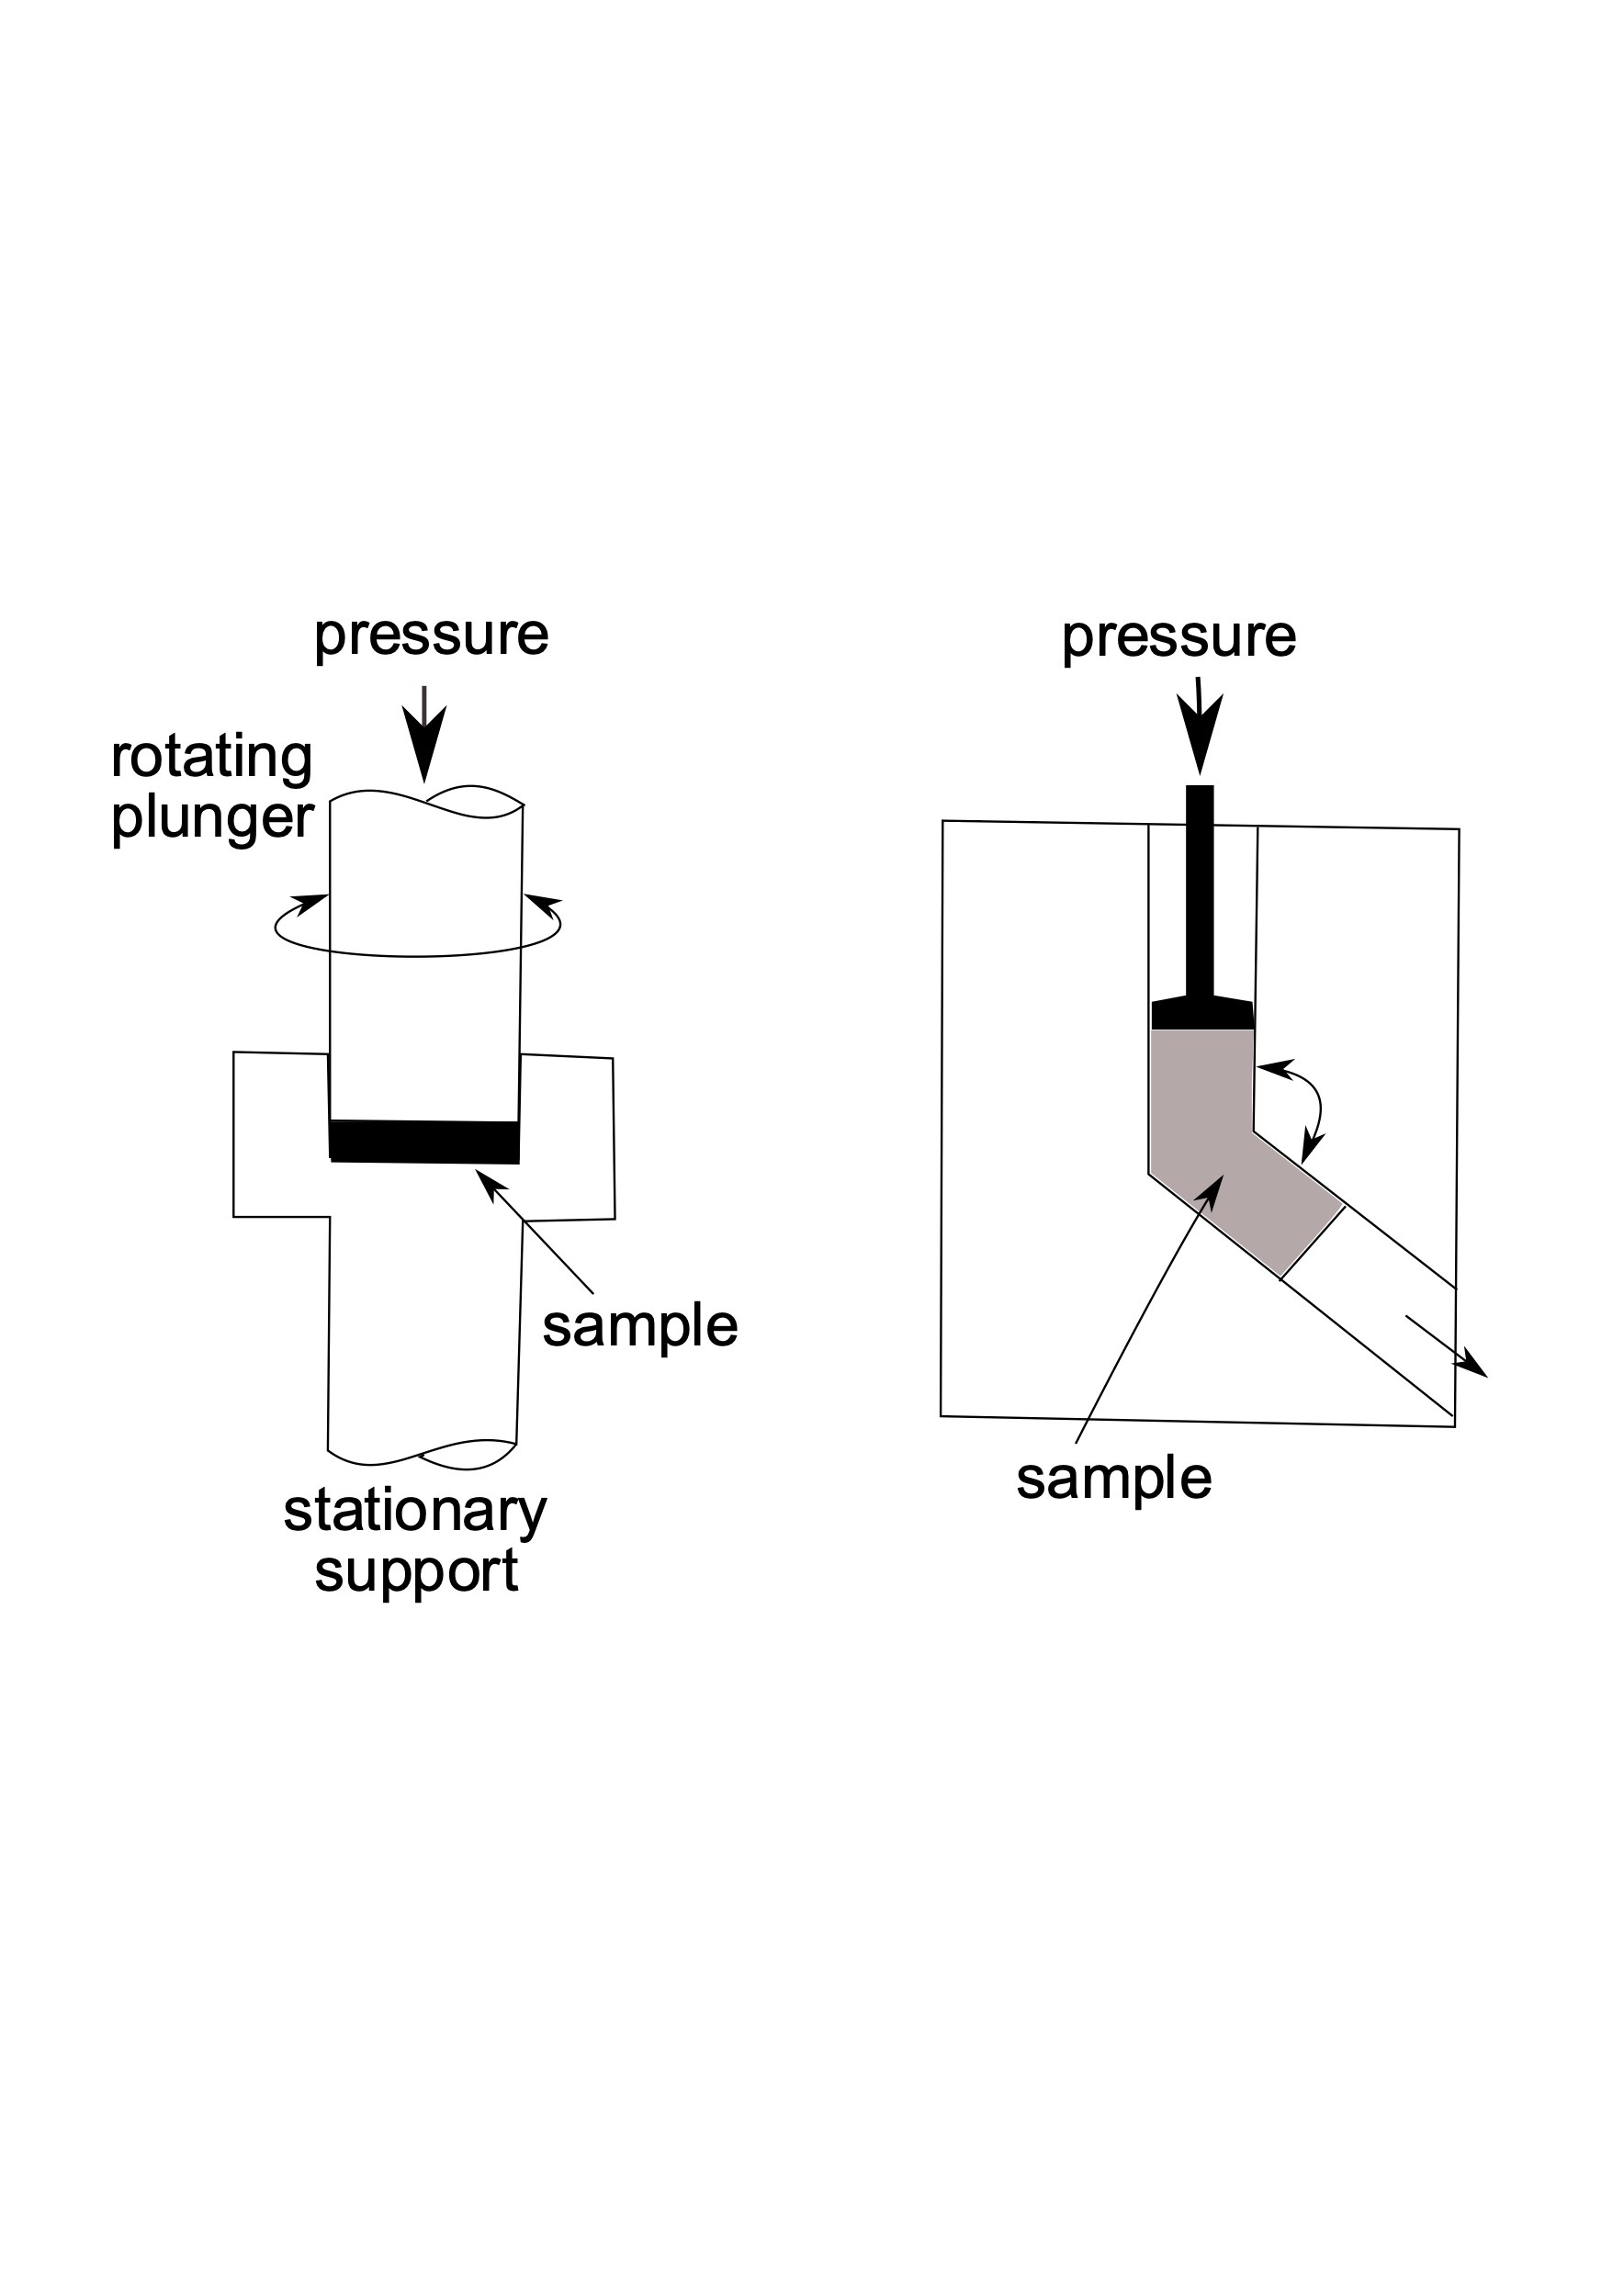 pressure
rotating
plunger
sample
stationary
support
pressure
sample